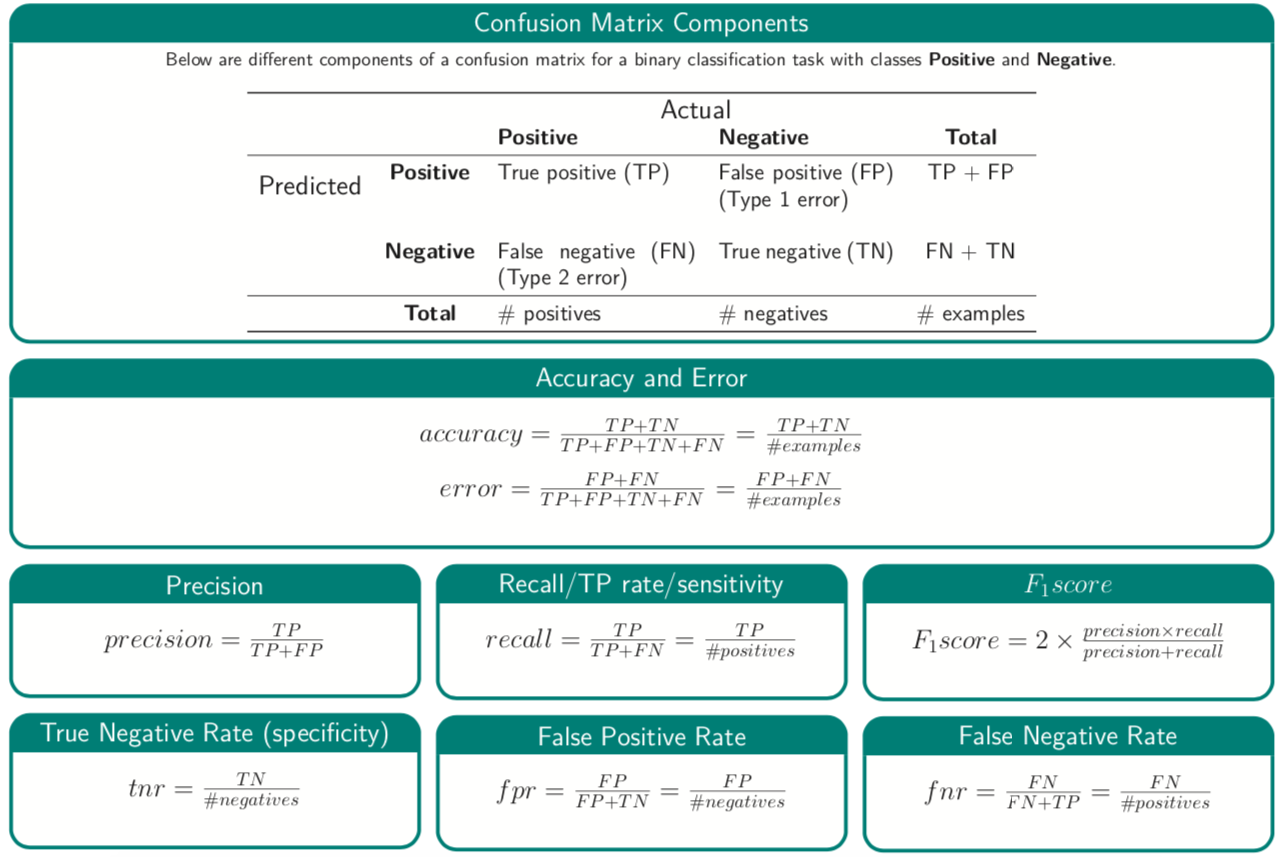 Confusion Matrix Components
Below are different components of a confusion matrix for a binary classification task with classes Positive and Negative.
Actual
Positive Negative Total
Predicted Positive True positive (TP) False positive (FP) TP + FP
(Type 1 error)
Negative False negative (FN) True negative (TN) FN + TN
(Type 2 error)
Total # positives # negatives # examples
Accuracy and Error
accuracy = \frac{TP+TN}{TP+FP+TN+FN} = \frac{TP+TN}{\#examples}
error = \frac{FP+FN}{TP+FP+TN+FN} = \frac{FP+FN}{\#examples}
Precision
precision = \frac{TP}{TP+FP}
Recall/TP rate/sensitivity
recall = \frac{TP}{TP+FN} = \frac{TP}{\#positives}
F_1score
F_1score = 2 × \frac{precision×recall}{precision+recall}
True Negative Rate (specificity)
tnr = \frac{TN}{\#negatives}
False Positive Rate
fpr = \frac{FP}{FP+TN} = \frac{FP}{\#negatives}
False Negative Rate
fnr = \frac{FN}{FN+TP} = \frac{FN}{\#positives}